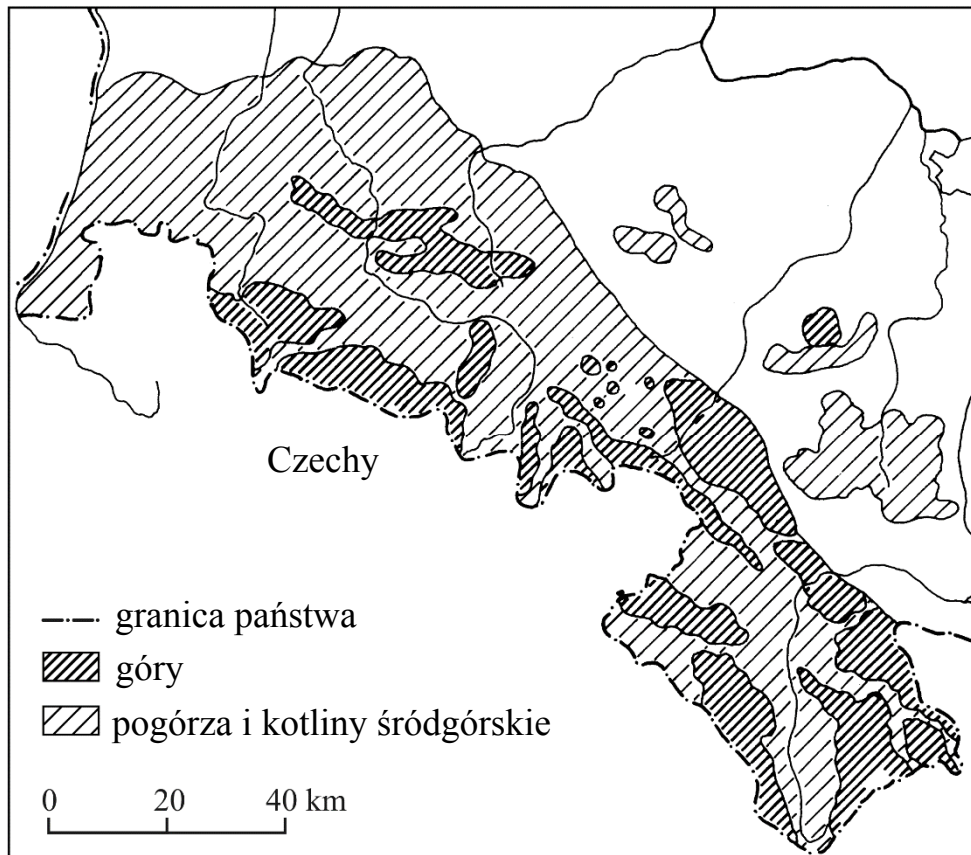 Czechy
granica państwa
góry
pogórza i kotliny śródgórskie
0 20 40 km